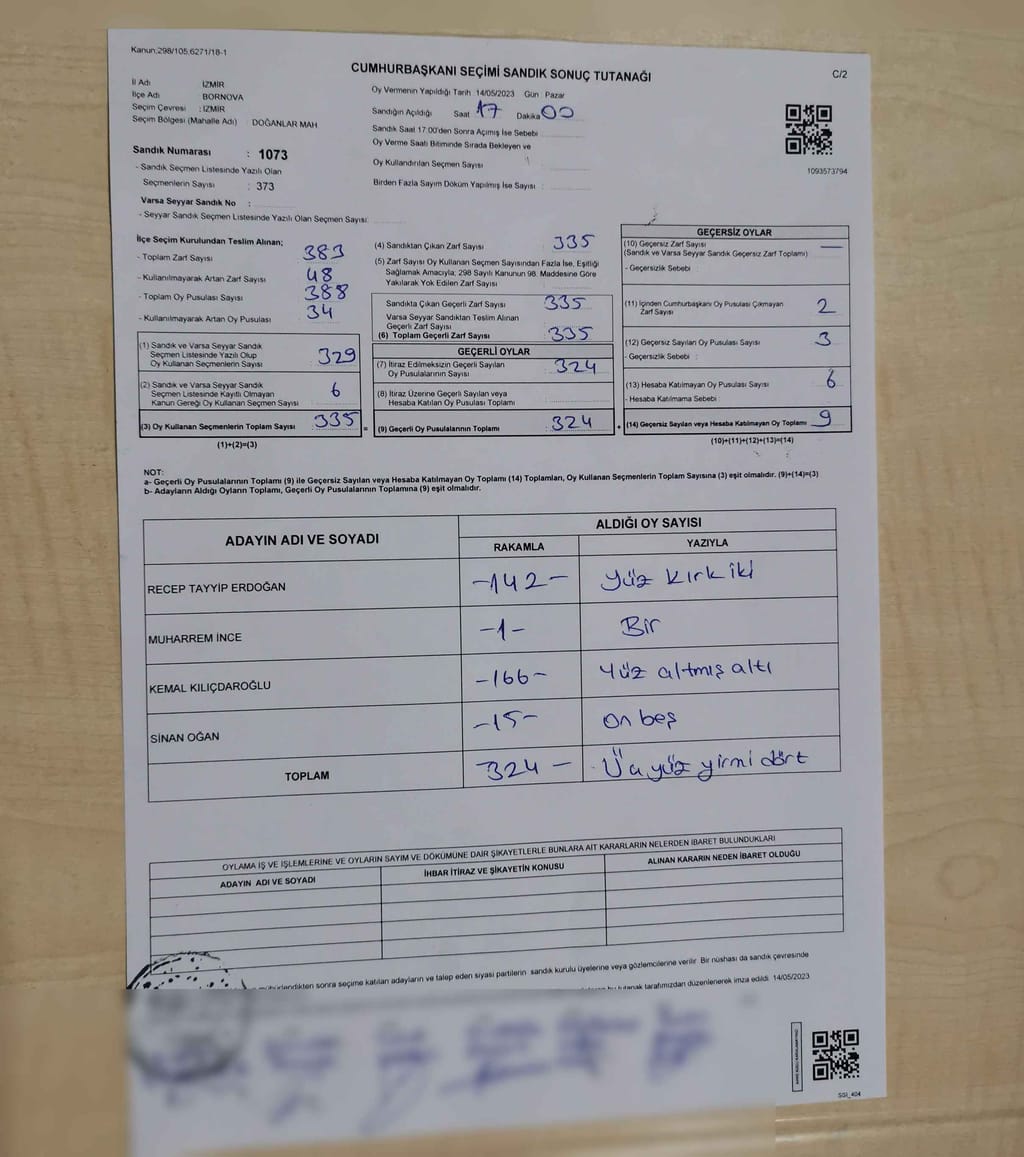 Kanun:298/105,6271/18-1
CUMHURBAŞKANI SEÇİMİ SANDIK SONUÇ TUTANAĞI
C/2
İl Adı İZMİR
İlçe Adı BORNOVA
Seçim Çevresi : İZMİR
Seçim Bölgesi (Mahalle Adı) DOĞANLAR MAH
Oy Vermenin Yapıldığı Tarih 14/05/2023 Gün Pazar
Sandığın Açıldığı Saat 17 Dakika 00
Sandık Saat 17:00'den Sonra Açımış İse Sebebi
Oy Verme Saati Bitiminde Sırada Bekleyen ve
Oy Kullandırılan Seçmen Sayısı
Birden Fazla Sayım Döküm Yapılmış İse Sayısı :
1093573794
Sandık Numarası : 1073
- Sandık Seçmen Listesinde Yazılı Olan
Seçmenlerin Sayısı : 373
Varsa Seyyar Sandık No :
- Seyyar Sandık Seçmen Listesinde Yazılı Olan Seçmen Sayısı:
İlçe Seçim Kurulundan Teslim Alınan;
- Toplam Zarf Sayısı 383
- Kullanılmayarak Artan Zarf Sayısı 48
- Toplam Oy Pusulası Sayısı 388
- Kullanılmayarak Artan Oy Pusulası 34
(1) Sandık ve Varsa Seyyar Sandık
Seçmen Listesinde Yazılı Olup
Oy Kullanan Seçmenlerin Sayısı 329
(2) Sandık ve Varsa Seyyar Sandık
Seçmen Listesinde Kayıtlı Olmayan
Kanun Gereği Oy Kullanan Seçmen Sayısı 6
(3) Oy Kullanan Seçmenlerin Toplam Sayısı 335 =
(1)+(2)=(3)
(4) Sandıktan Çıkan Zarf Sayısı 335
(5) Zarf Sayısı Oy Kullanan Seçmen Sayısından Fazla İse, Eşitliği
Sağlamak Amacıyla; 298 Sayılı Kanunun 98. Maddesine Göre
Yakılarak Yok Edilen Zarf Sayısı
Sandıkta Çıkan Geçerli Zarf Sayısı 335
Varsa Seyyar Sandıktan Teslim Alınan
Geçerli Zarf Sayısı
(6) Toplam Geçerli Zarf Sayısı 335
GEÇERLİ OYLAR
(7) İtiraz Edilmeksizin Geçerli Sayılan
Oy Pusulalarının Sayısı 324
(8) İtiraz Üzerine Geçerli Sayılan veya
Hesaba Katılan Oy Pusulası Toplamı
(9) Geçerli Oy Pusulalarının Toplamı 324 +
GEÇERSİZ OYLAR
(10) Geçersiz Zarf Sayısı —
(Sandık ve Varsa Seyyar Sandık Geçersiz Zarf Toplamı)
- Geçersizlik Sebebi
(11) İçinden Cumhurbaşkanı Oy Pusulası Çıkmayan
Zarf Sayısı 2
(12) Geçersiz Sayılan Oy Pusulası Sayısı 3
- Geçersizlik Sebebi :
(13) Hesaba Katılmayan Oy Pusulası Sayısı 6
- Hesaba Katılmama Sebebi
(14) Geçersiz Sayılan veya Hesaba Katılmayan Oy Toplamı 9
(10)+(11)+(12)+(13)=(14)
NOT:
a- Geçerli Oy Pusulalarının Toplamı (9) ile Geçersiz Sayılan veya Hesaba Katılmayan Oy Toplamı (14) Toplamları, Oy Kullanan Seçmenlerin Toplam Sayısına (3) eşit olmalıdır. (9)+(14)=(3)
b- Adayların Aldığı Oyların Toplamı, Geçerli Oy Pusulalarının Toplamına (9) eşit olmalıdır.
ADAYIN ADI VE SOYADI
ALDIĞI OY SAYISI
RAKAMLA YAZIYLA
RECEP TAYYİP ERDOĞAN -142- Yüz kırk iki
MUHARREM İNCE -1- Bir
KEMAL KILIÇDAROĞLU -166- Yüz altmış altı
SİNAN OĞAN -15- On beş
TOPLAM 324 - Üçyüz yirmi dört
OYLAMA İŞ VE İŞLEMLERİNE VE OYLARIN SAYIM VE DÖKÜMÜNE DAİR ŞİKAYETLERLE BUNLARA AİT KARARLARIN NELERDEN İBARET BULUNDUKLARI
ADAYIN ADI VE SOYADI İHBAR İTİRAZ VE ŞİKAYETİN KONUSU ALINAN KARARIN NEDEN İBARET OLDUĞU
sonra seçime katılan adayların ve talep eden siyasi partilerin sandık kurulu üyelerine veya gözlemcilerine verilir. Bir nüshası da sandık çevresinde
tutanak tarafımızdan düzenlenerek imza edildi. 14/05/2023
SGI_404